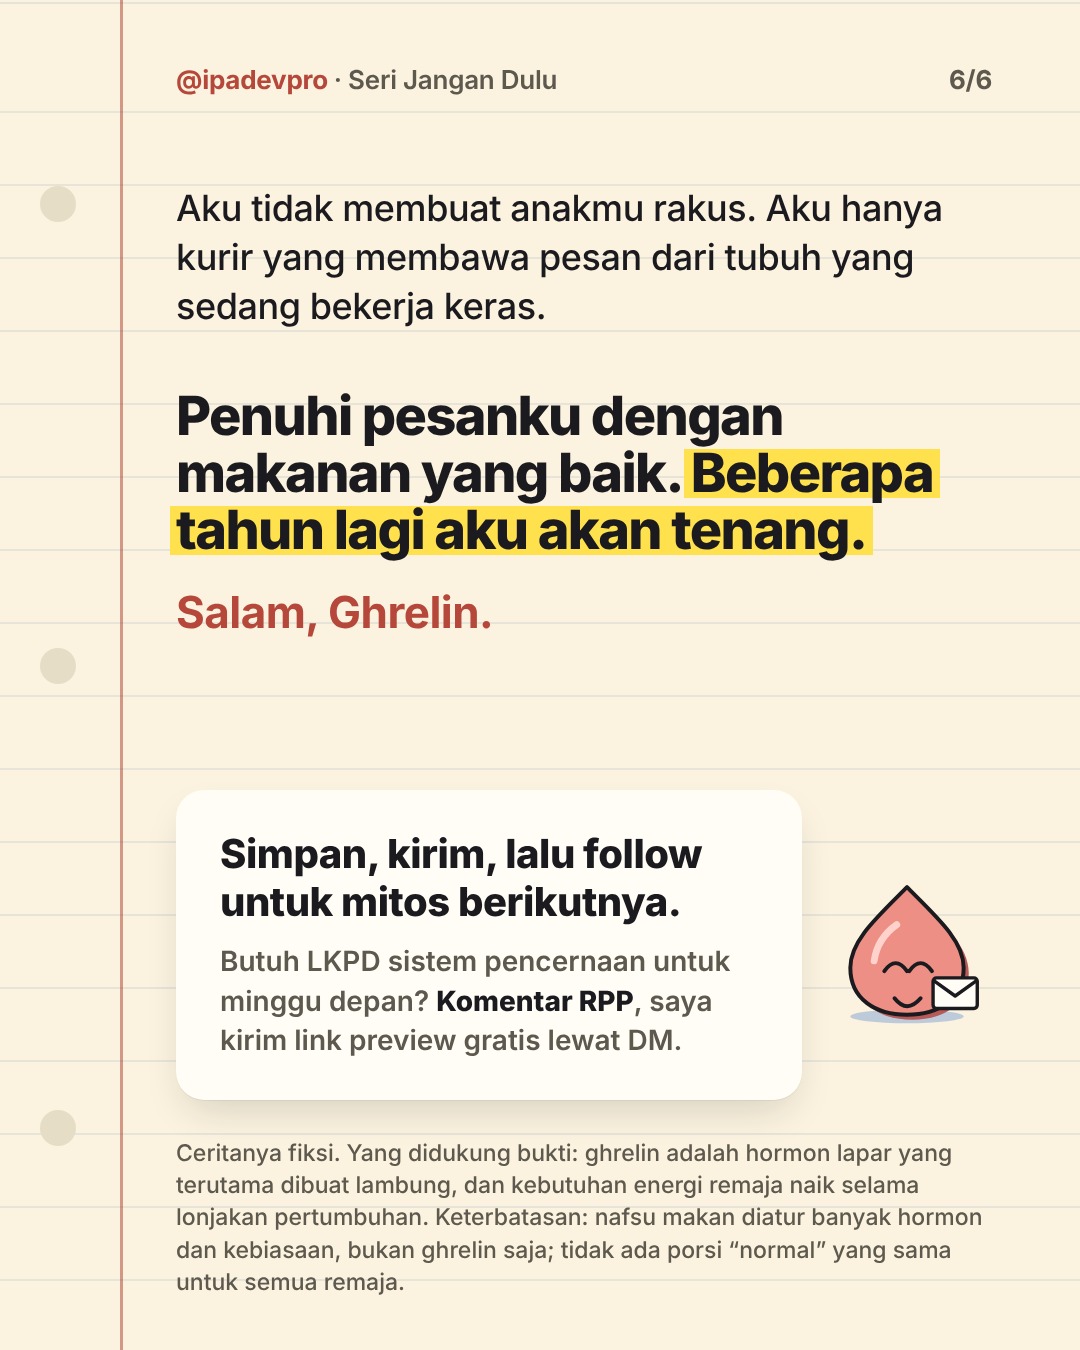 @ipadevpro · Seri Jangan Dulu
6/6
Aku tidak membuat anakmu rakus. Aku hanya
kurir yang membawa pesan dari tubuh yang
sedang bekerja keras.
Penuhi pesanku dengan
makanan yang baik. Beberapa
tahun lagi aku akan tenang.
Salam, Ghrelin.
Simpan, kirim, lalu follow
untuk mitos berikutnya.
Butuh LKPD sistem pencernaan untuk
minggu depan? Komentar RPP, saya
kirim link preview gratis lewat DM.
Ceritanya fiksi. Yang didukung bukti: ghrelin adalah hormon lapar yang
terutama dibuat lambung, dan kebutuhan energi remaja naik selama
lonjakan pertumbuhan. Keterbatasan: nafsu makan diatur banyak hormon
dan kebiasaan, bukan ghrelin saja; tidak ada porsi “normal” yang sama
untuk semua remaja.